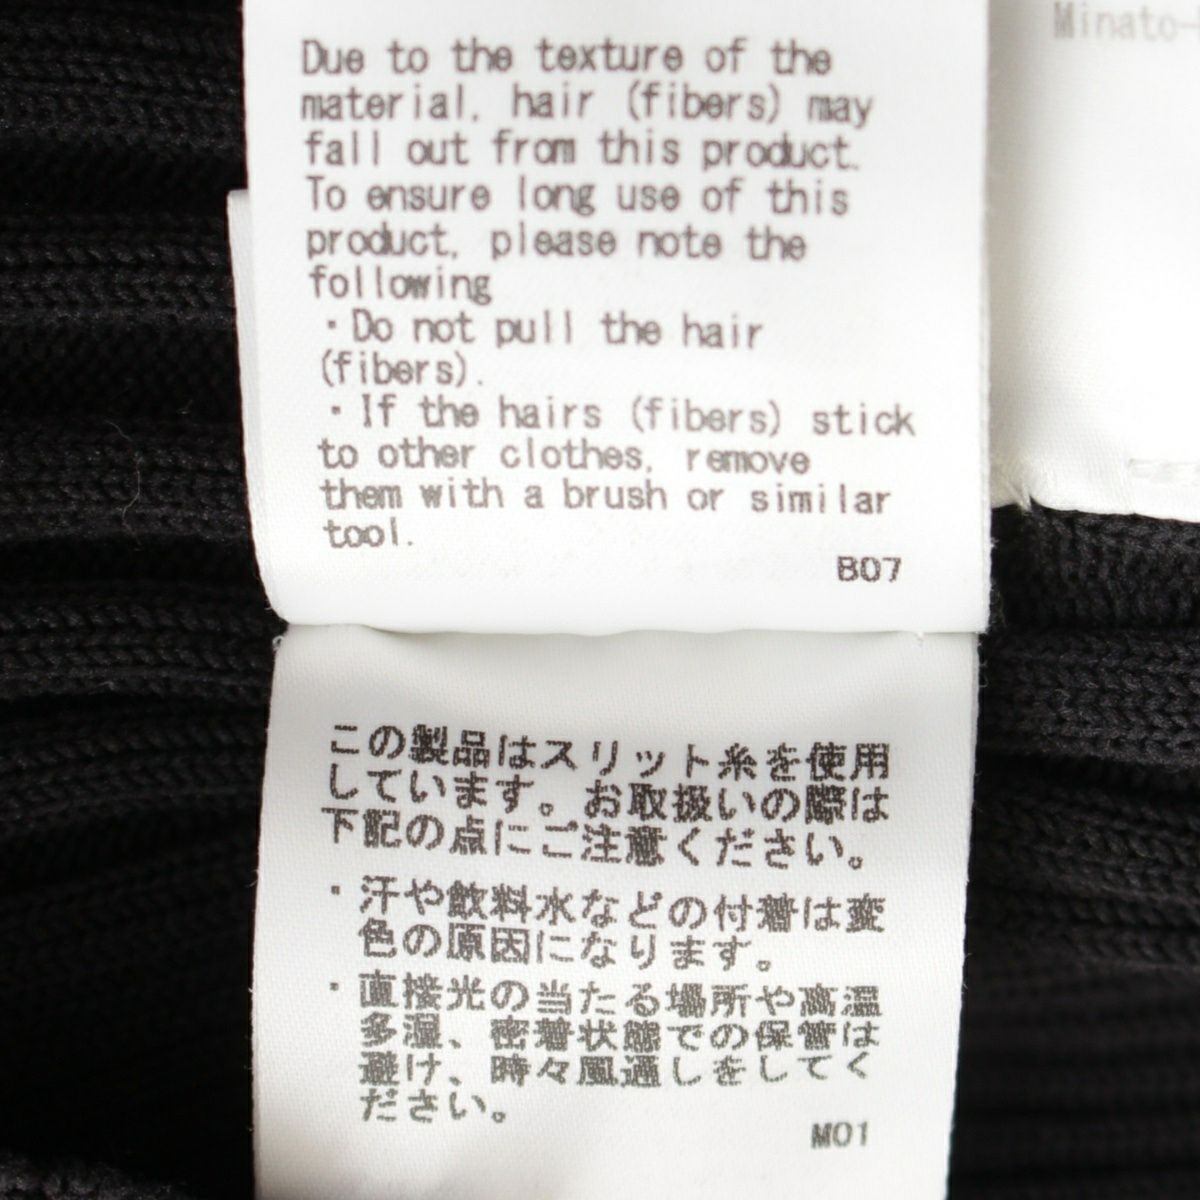 Minato-
Due to the texture of the
material, hair (fibers) may
fall out from this product.
To ensure long use of this
product, please note the
following
・Do not pull the hair
(fibers).
・If the hairs (fibers) stick
to other clothes, remove
them with a brush or similar
tool.
B07
この製品はスリット糸を使用
しています。お取扱いの際は
下記の点にご注意ください。
・汗や飲料水などの付着は変
色の原因になります。
・直接光の当たる場所や高温
多湿、密着状態での保管は
避け、時々風通しをしてく
ださい。
M01